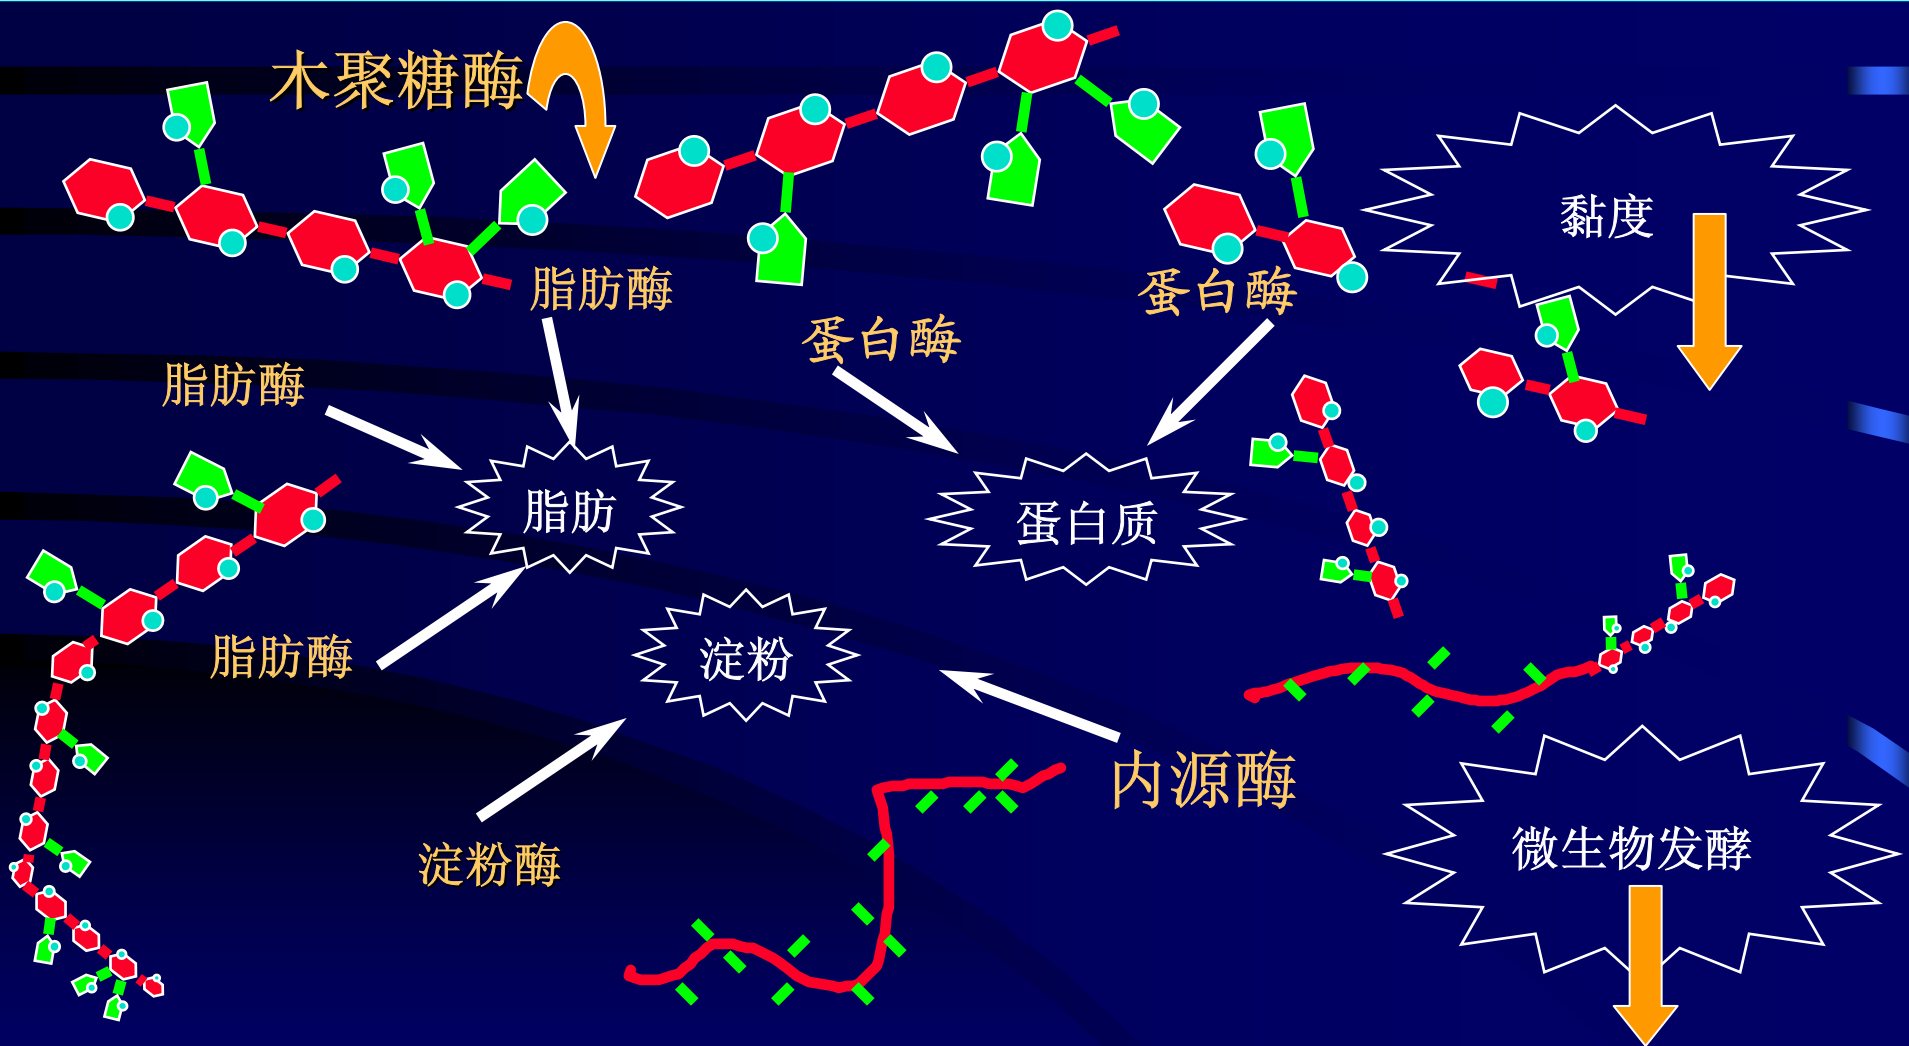 木聚糖酶
黏度
脂肪酶
蛋白酶
蛋白酶
脂肪酶
脂肪
蛋白质
淀粉
脂肪酶
内源酶
淀粉酶
微生物发酵